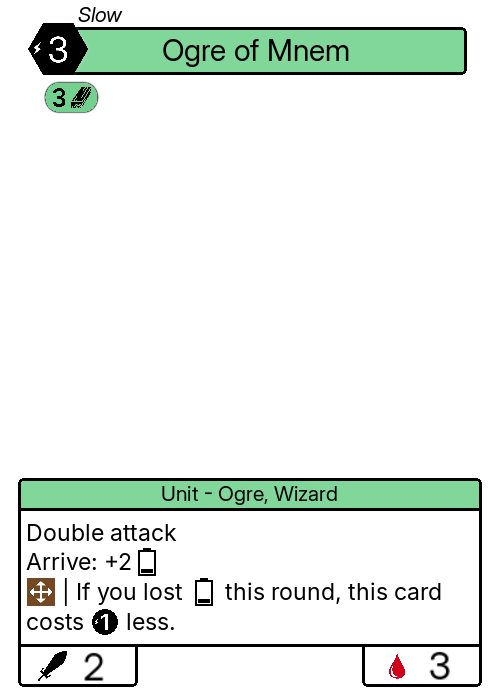 Slow
3 Ogre of Mnem
3
Unit - Ogre, Wizard
Double attack
Arrive: +2
| If you lost this round, this card
costs 1 less.
2 3